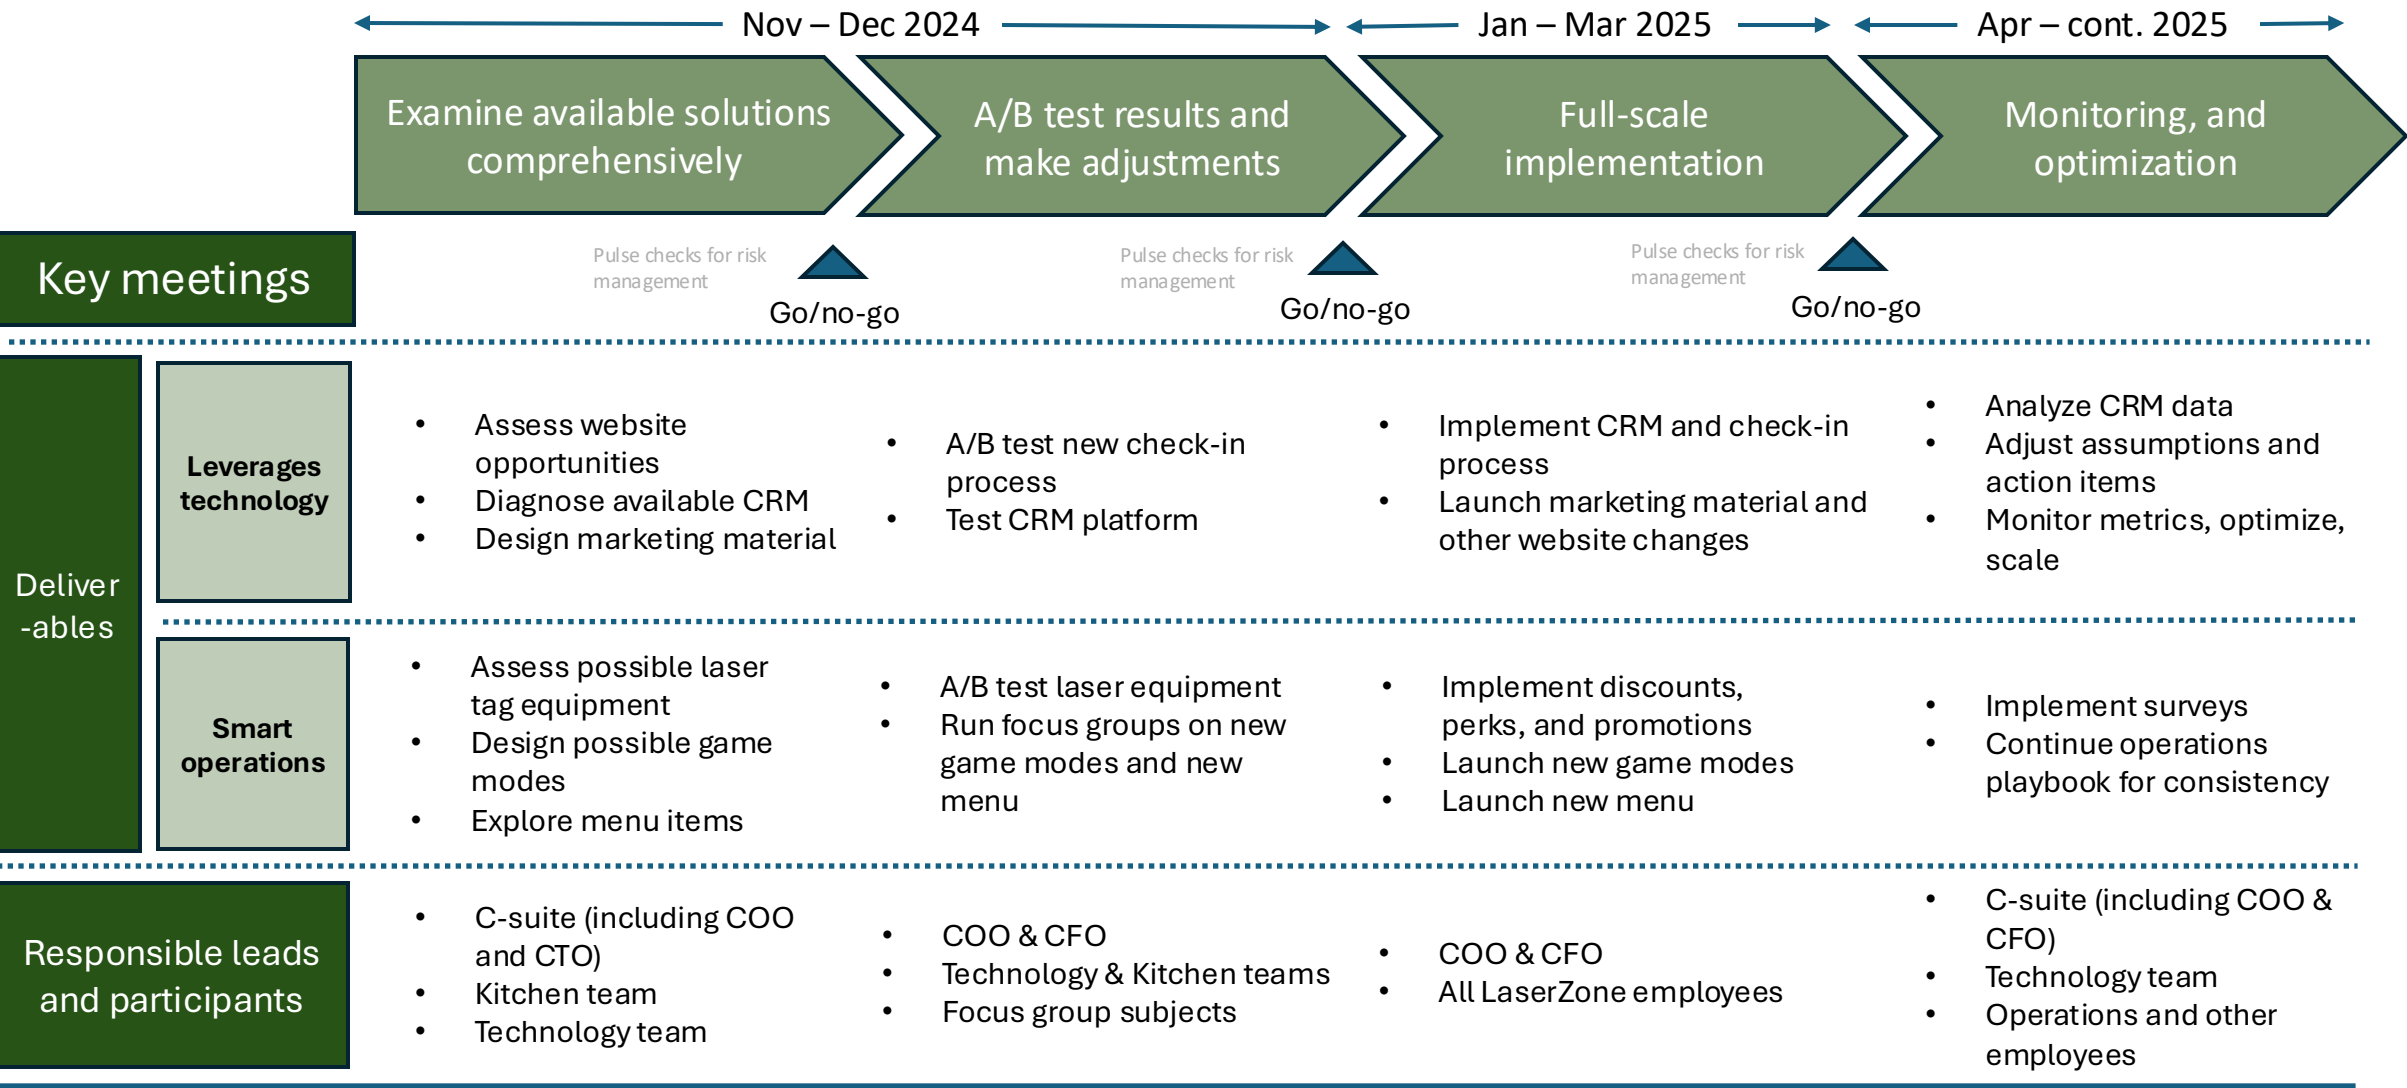 Nov – Dec 2024
Jan – Mar 2025
Apr – cont. 2025
Examine available solutions
comprehensively
A/B test results and
make adjustments
Full-scale
implementation
Monitoring, and
optimization
Key meetings
Pulse checks for risk
management
Go/no-go
Pulse checks for risk
management
Go/no-go
Pulse checks for risk
management
Go/no-go
Deliver
-ables
Leverages
technology
• Assess website
opportunities
• Diagnose available CRM
• Design marketing material
• A/B test new check-in
process
• Test CRM platform
• Implement CRM and check-in
process
• Launch marketing material and
other website changes
• Analyze CRM data
• Adjust assumptions and
action items
• Monitor metrics, optimize,
scale
Smart
operations
• Assess possible laser
tag equipment
• Design possible game
modes
• Explore menu items
• A/B test laser equipment
• Run focus groups on new
game modes and new
menu
• Implement discounts,
perks, and promotions
• Launch new game modes
• Launch new menu
• Implement surveys
• Continue operations
playbook for consistency
Responsible leads
and participants
• C-suite (including COO
and CTO)
• Kitchen team
• Technology team
• COO & CFO
• Technology & Kitchen teams
• Focus group subjects
• COO & CFO
• All LaserZone employees
• C-suite (including COO &
CFO)
• Technology team
• Operations and other
employees